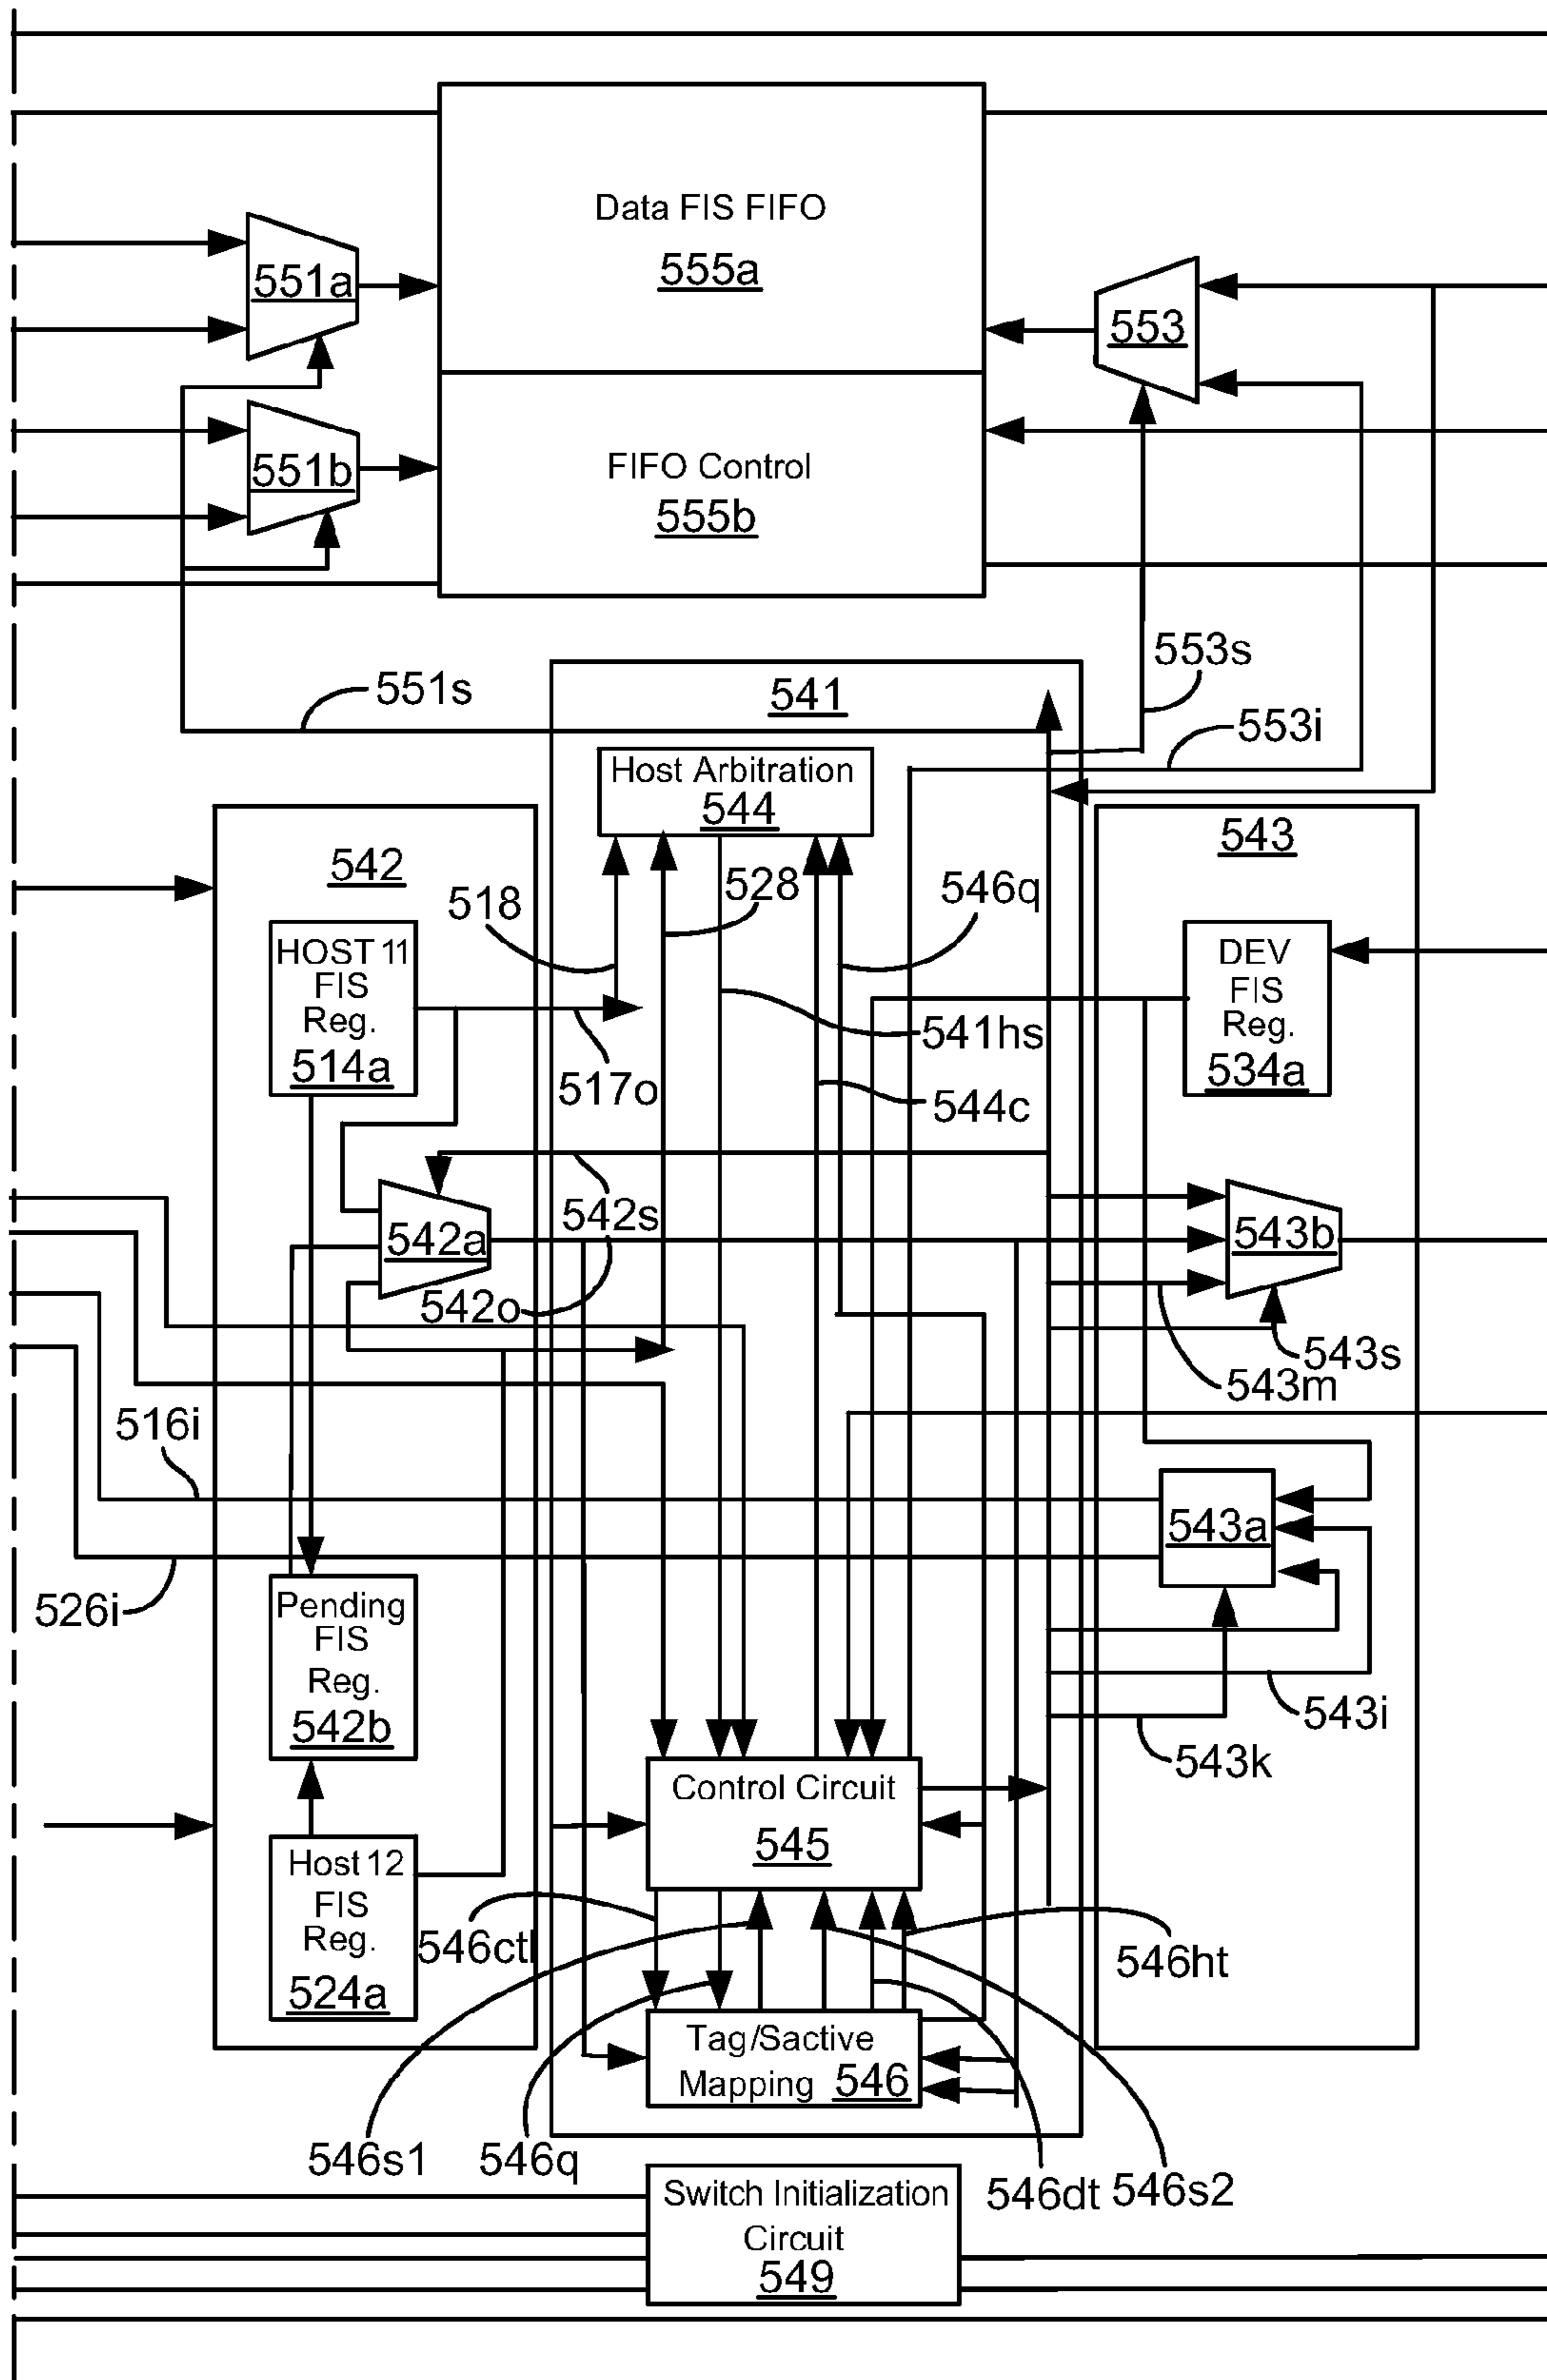 Data FIS FIFO
555a
551a
553
551b
FIFO Control
555b
553s
551s
541
553i
Host Arbitration
544
542
543
518
528
546q
HOST 11
FIS
Reg.
514a
DEV
FIS
Reg.
534a
541hs
517o
544c
542s
542a
543b
542o
543s
543m
516i
543a
526i
Pending
FIS
Reg.
542b
543i
543k
Control Circuit
545
Host 12
FIS
Reg.
524a
546ctl
546ht
Tag/Sactive
Mapping 546
546s1
546q
546dt
546s2
Switch Initialization
Circuit
549